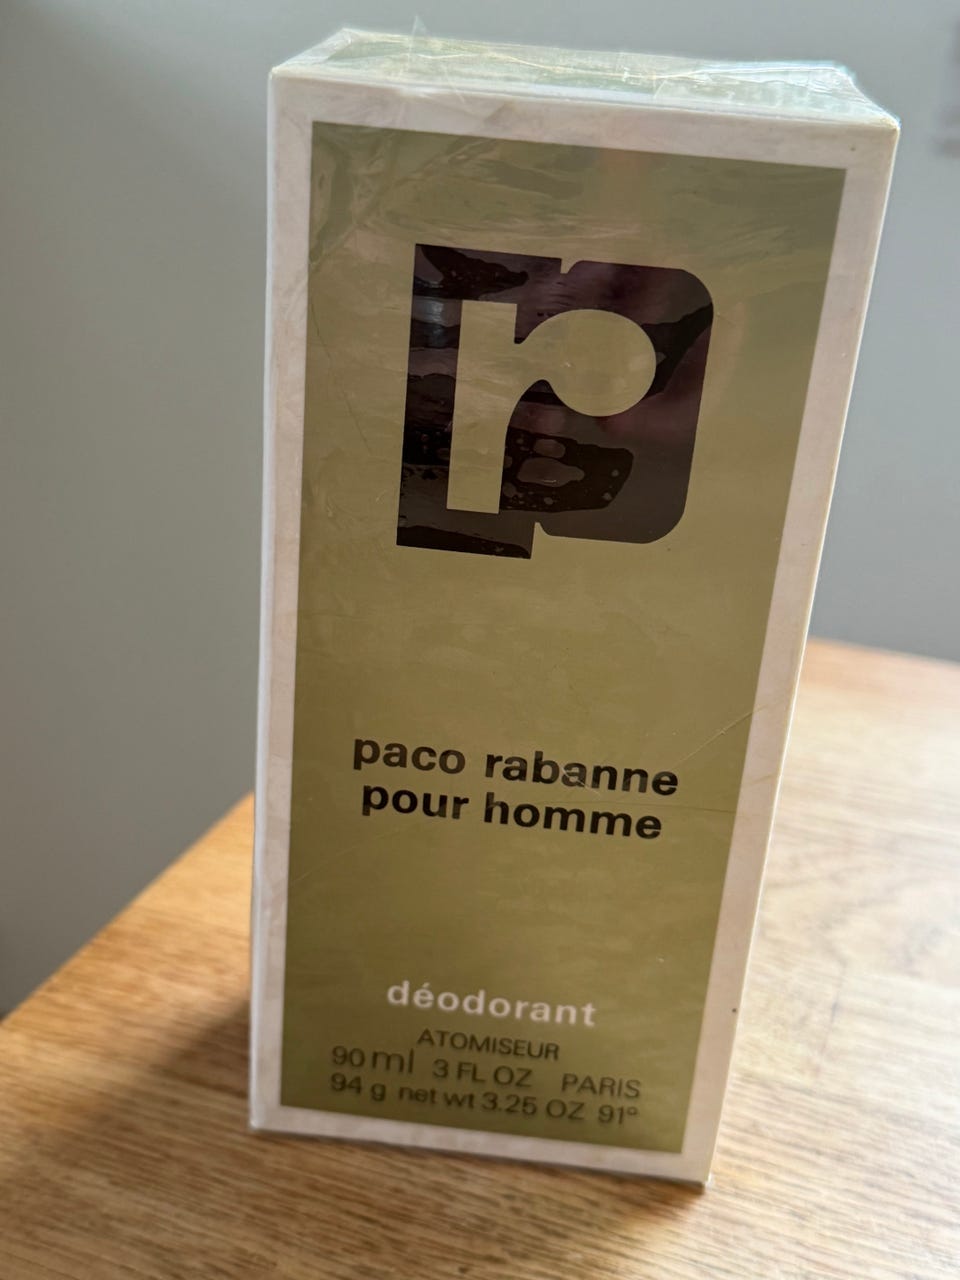 pr
paco rabanne
pour homme
déodorant
ATOMISEUR
90 ml 3 FL OZ PARIS
94 g net wt 3.25 OZ 91°